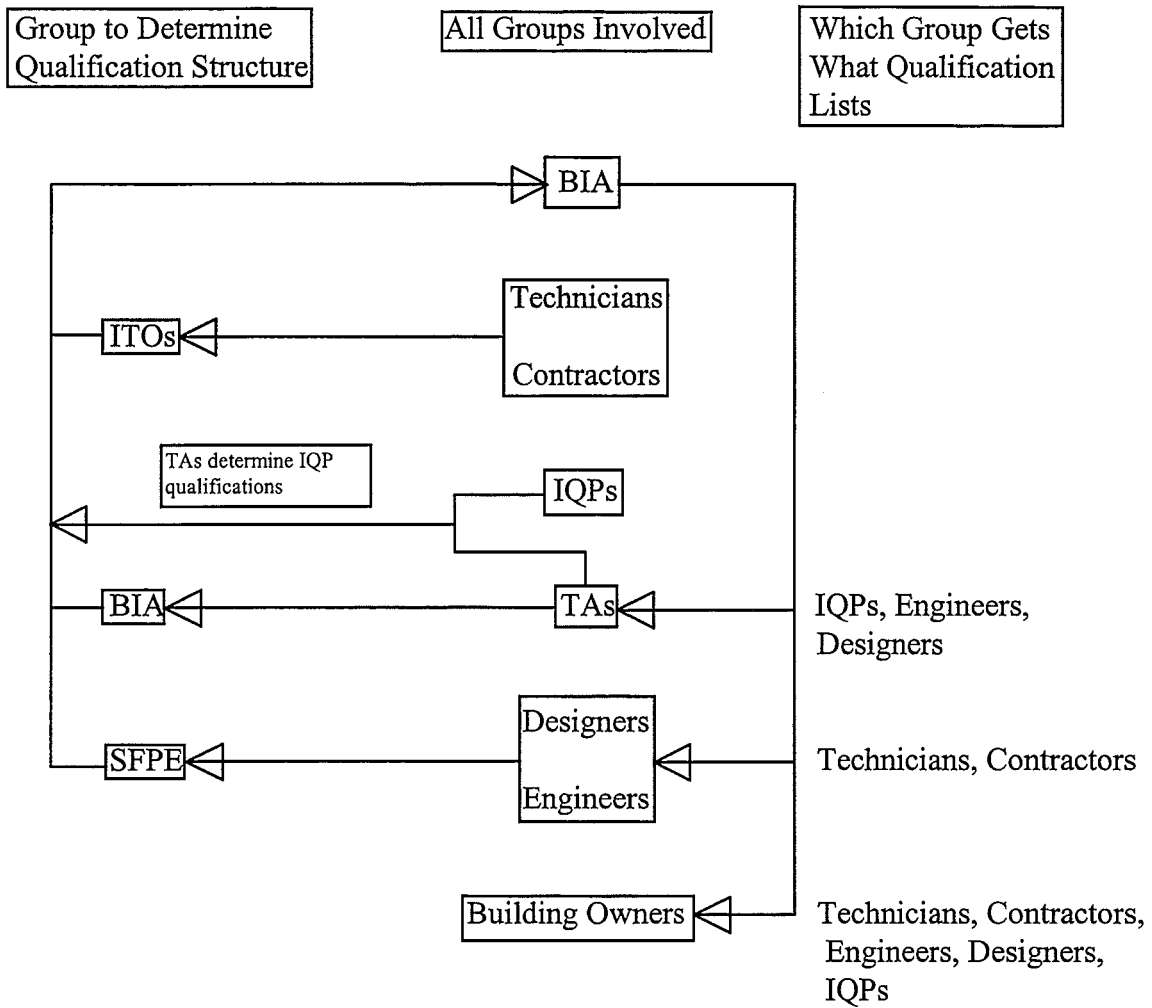 Group to Determine
Qualification Structure
All Groups Involved
Which Group Gets
What Qualification
Lists
BIA
Technicians
ITOs
Contractors
TAs determine IQP
qualifications
IQPs
BIA
TAs
IQPs, Engineers,
Designers
Designers
SFPE
Engineers
Technicians, Contractors
Building Owners
Technicians, Contractors,
Engineers, Designers,
IQPs